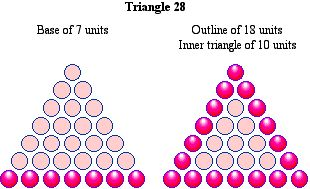 Triangle 28
Base of 7 units
Outline of 18 units
Inner triangle of 10 units